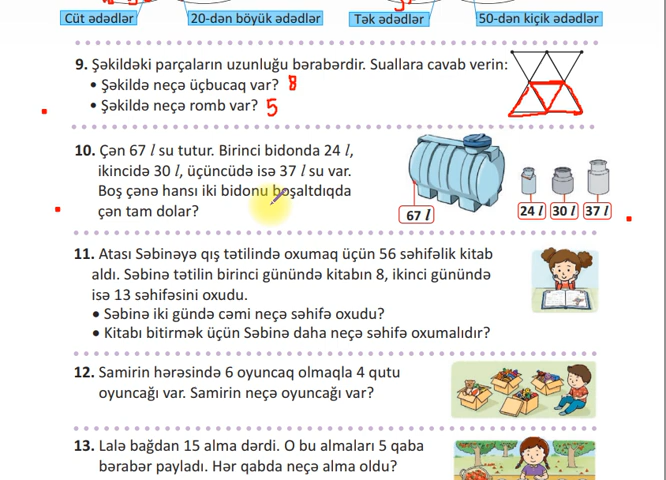 Cüt ədədlər
20-dən böyük ədədlər
Tək ədədlər
50-dən kiçik ədədlər
9. Şəkildəki parçaların uzunluğu bərabərdir. Suallara cavab verin:
• Şəkildə neçə üçbucaq var? 8
• Şəkildə neçə romb var? 5
10. Çən 67 l su tutur. Birinci bidonda 24 l,
ikincidə 30 l, üçüncüdə isə 37 l su var.
Boş çənə hansı iki bidonu boşaltdıqda
çən tam dolar?
67 l
24 l
30 l
37 l
11. Atası Səbinəyə qış tətilində oxumaq üçün 56 səhifəlik kitab
aldı. Səbinə tətilin birinci günündə kitabın 8, ikinci günündə
isə 13 səhifəsini oxudu.
• Səbinə iki gündə cəmi neçə səhifə oxudu?
• Kitabı bitirmək üçün Səbinə daha neçə səhifə oxumalıdır?
12. Samirin hərəsində 6 oyuncaq olmaqla 4 qutu
oyuncağı var. Samirin neçə oyuncağı var?
13. Lalə bağdan 15 alma dərdi. O bu almaları 5 qaba
bərabər payladı. Hər qabda neçə alma oldu?